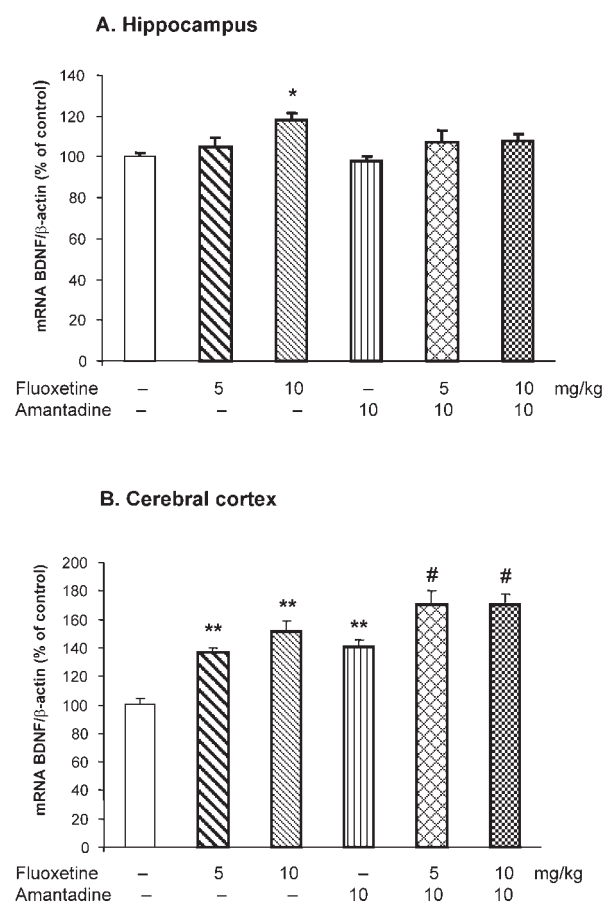 A. Hippocampus
mRNA BDNF/β-actin (% of control)
140
120
100
80
60
40
20
0
*
Fluoxetine – 5 10 – 5 10 mg/kg
Amantadine – – – 10 10 10
B. Cerebral cortex
mRNA BDNF/β-actin (% of control)
200
180
160
140
120
100
80
60
40
20
0
** ** ** # #
Fluoxetine – 5 10 – 5 10 mg/kg
Amantadine – – – 10 10 10